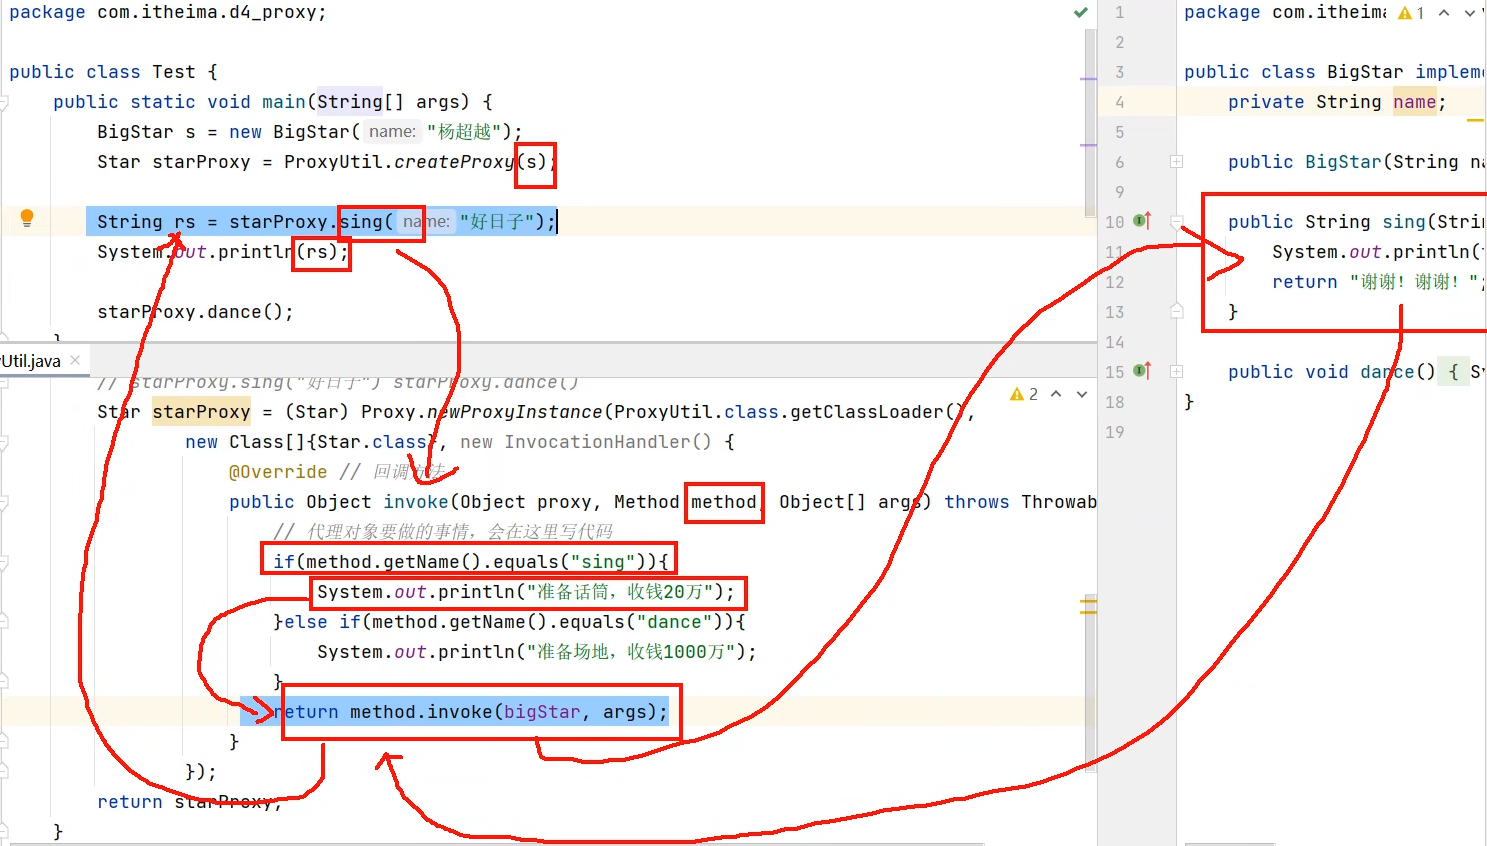 package com.itheima.d4_proxy;
public class Test {
public static void main(String[] args) {
BigStar s = new BigStar( name: "杨超越");
Star starProxy = ProxyUtil.createProxy(s);
String rs = starProxy.sing( name: "好日子");
System.out.println(rs);
starProxy.dance();
Util.java
// starProxy.sing("好日子") starProxy.dance()
Star starProxy = (Star) Proxy.newProxyInstance(ProxyUtil.class.getClassLoader(),
new Class[]{Star.class}, new InvocationHandler() {
@Override // 回调方法
public Object invoke(Object proxy, Method method, Object[] args) throws Throwab
// 代理对象要做的事情，会在这里写代码
if(method.getName().equals("sing")){
System.out.println("准备话筒，收钱20万");
}else if(method.getName().equals("dance")){
System.out.println("准备场地，收钱1000万");
}
return method.invoke(bigStar, args);
}
});
return starProxy;
}
2
1 package com.itheima 1
2
3 public class BigStar impleme
4 private String name;
5
6 public BigStar(String na
9
10 public String sing(Strin
11 System.out.println(
12 return "谢谢！谢谢！";
13 }
14
15 public void dance() { Sy
18 }
19